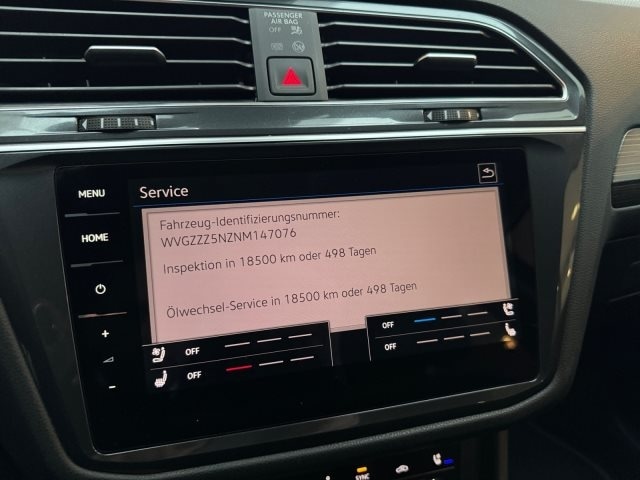 PASSENGER
AIR BAG
OFF
MENU
Service
HOME
Fahrzeug-Identifizierungsnummer:
WVGZZZ5NZNM147076
Inspektion in 18500 km oder 498 Tagen
Ölwechsel-Service in 18500 km oder 498 Tagen
+
-
OFF
OFF
OFF
OFF
SYNC